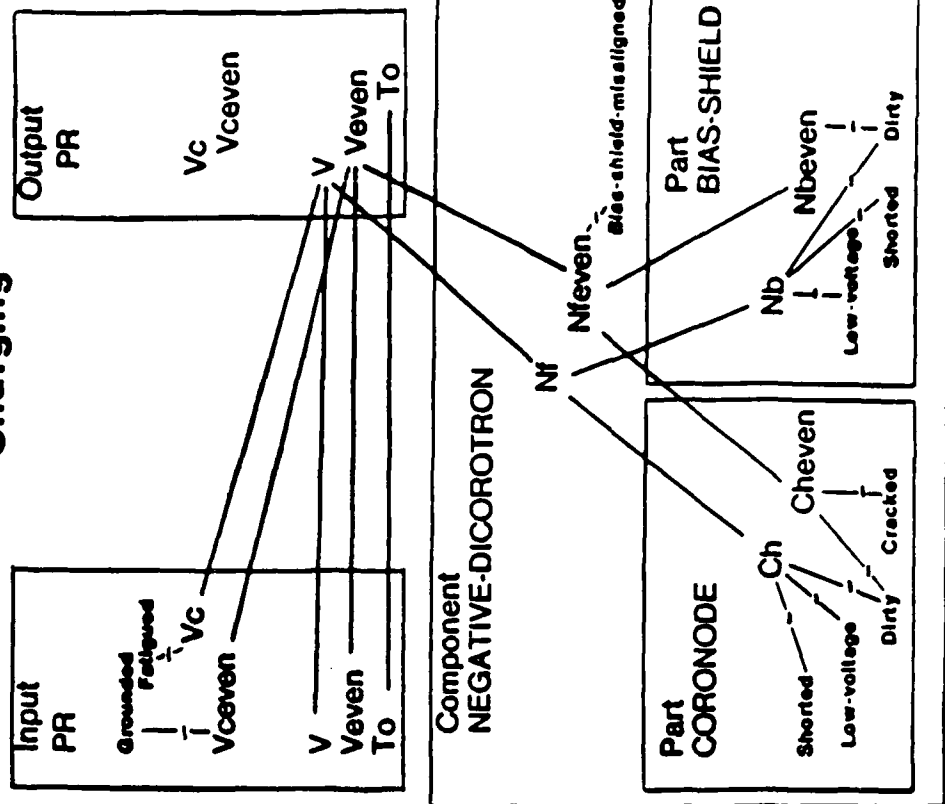 Charging
Input
PR
Grounded
Fatigued
Vc
Vceven
V
Veven
To
Output
PR
Vc
Vceven
V
Veven
To
Component
NEGATIVE-DICOROTRON
Nf
Nfeven
Bias-shield-missaligned
Part
CORONODE
Ch
Cheven
Shorted
Low-voltage
Dirty
Cracked
Part
BIAS-SHIELD
Nb
Nbeven
Low-voltage
Shorted
Dirty